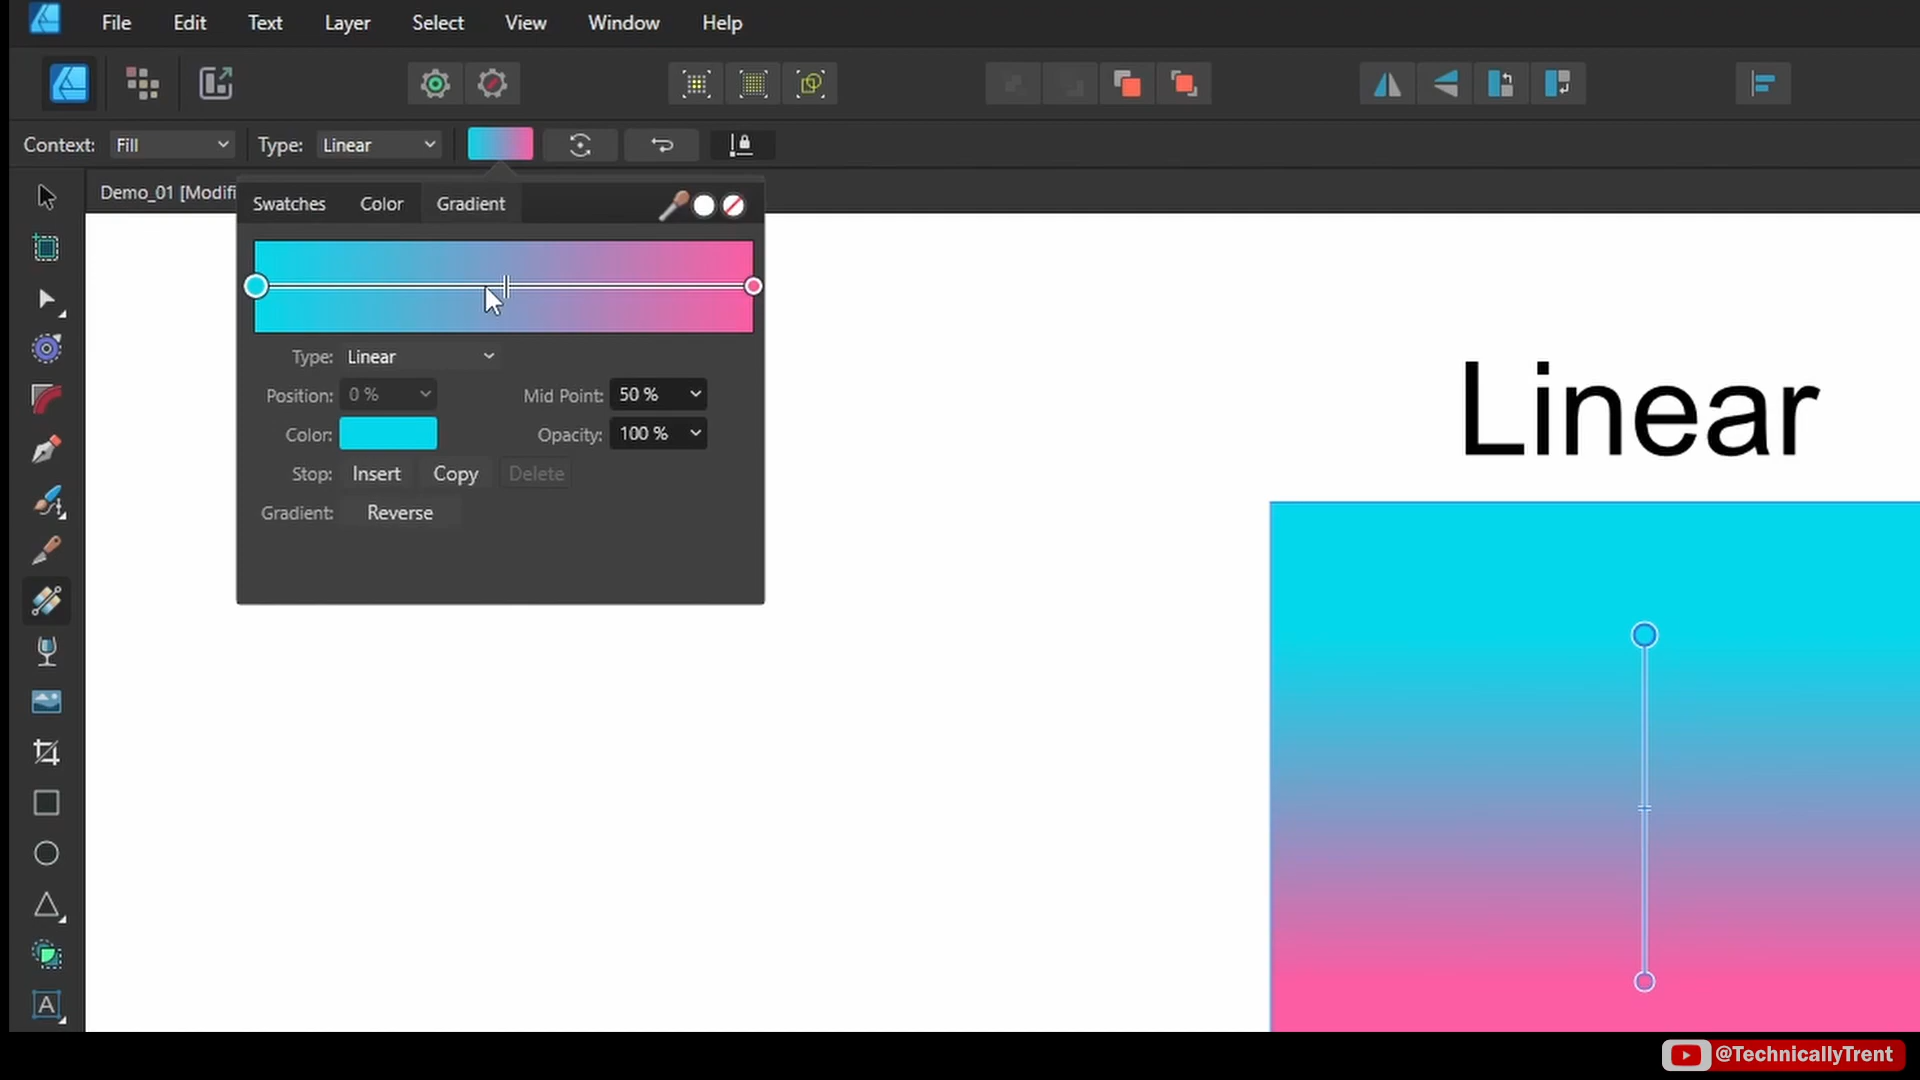 File Edit Text Layer Select View Window Help
Context: Fill Type: Linear
Demo_01 [Modifi
Swatches Color Gradient
Type: Linear
Position: 0 % Mid Point: 50 %
Color: Opacity: 100 %
Stop: Insert Copy Delete
Gradient: Reverse
Linear
A
@TechnicallyTrent